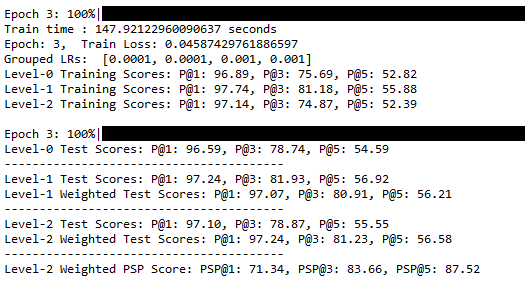 Epoch 3: 100%|
Train time : 147.92122960090637 seconds
Epoch: 3,  Train Loss: 0.04587429761886597
Grouped LRs:  [0.0001, 0.0001, 0.001, 0.001]
Level-0 Training Scores: P@1: 96.89, P@3: 75.69, P@5: 52.82
Level-1 Training Scores: P@1: 97.74, P@3: 81.18, P@5: 55.88
Level-2 Training Scores: P@1: 97.14, P@3: 74.87, P@5: 52.39
Epoch 3: 100%|
Level-0 Test Scores: P@1: 96.59, P@3: 78.74, P@5: 54.59
----------------------------------------
Level-1 Test Scores: P@1: 97.24, P@3: 81.93, P@5: 56.92
Level-1 Weighted Test Scores: P@1: 97.07, P@3: 80.91, P@5: 56.21
----------------------------------------
Level-2 Test Scores: P@1: 97.10, P@3: 78.87, P@5: 55.55
Level-2 Weighted Test Scores: P@1: 97.24, P@3: 81.23, P@5: 56.58
----------------------------------------
Level-2 Weighted PSP Score: PSP@1: 71.34, PSP@3: 83.66, PSP@5: 87.52